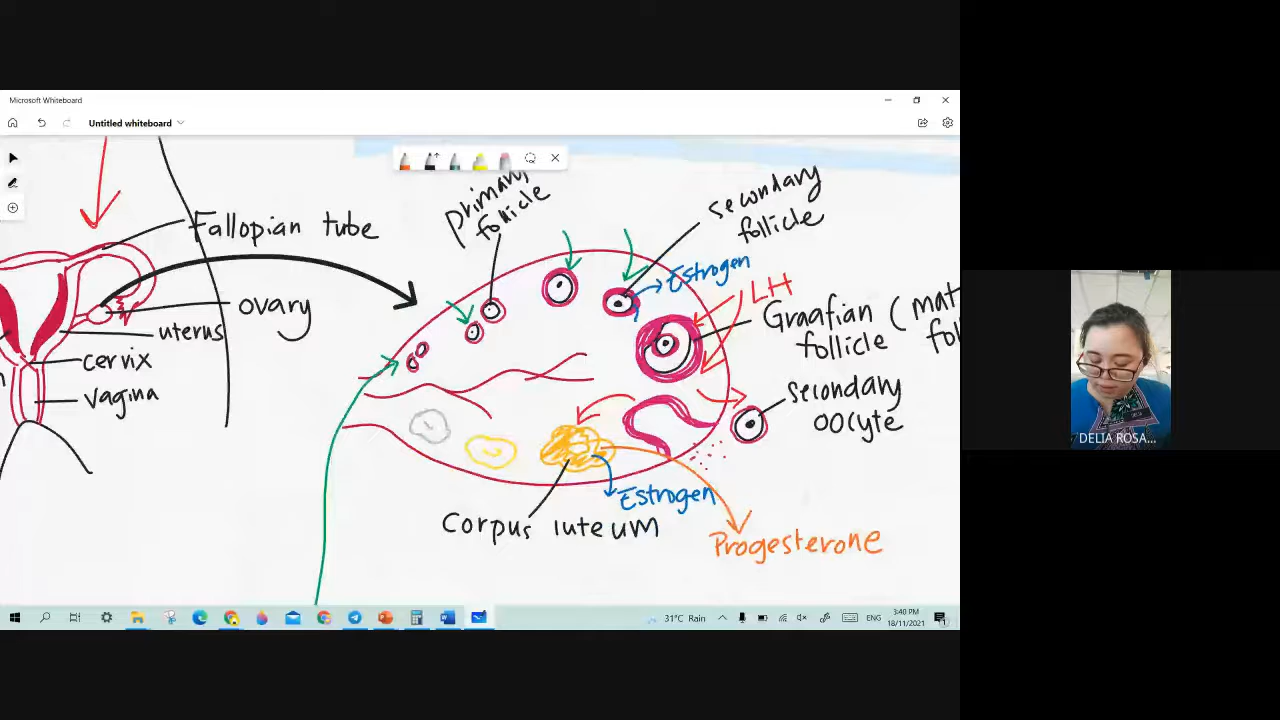 Microsoft Whiteboard
Untitled whiteboard
primary
follicle
secondary
follicle
Fallopian tube
Estrogen
LH
ovary
Graafian (mat
follicle fol
uterus
cervix
vagina
secondary
oocyte
DELIA ROSA...
Estrogen
Corpus luteum
Progesterone
31°C Rain
ENG
3:40 PM
18/11/2021